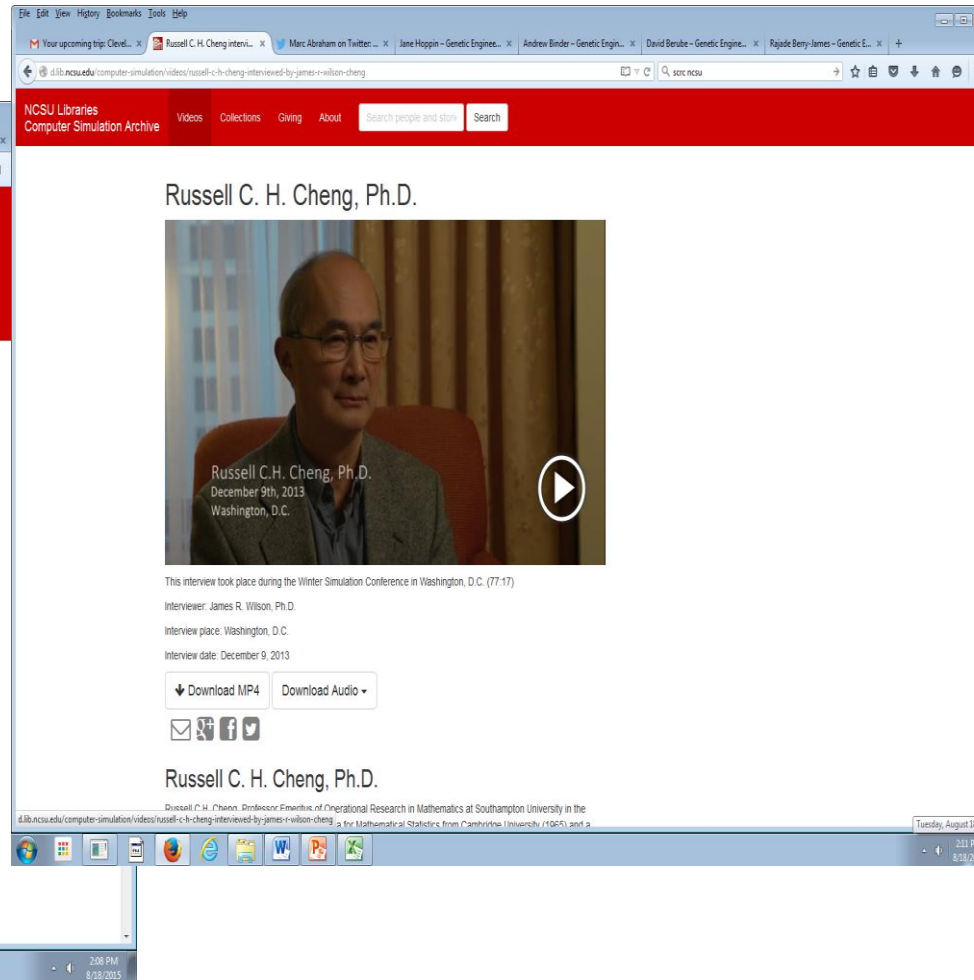 File Edit View History Bookmarks Tools Help
Your upcoming trip: Clevel... x Russell C. H. Cheng intervi... x Marc Abraham on Twitter: ... x Jane Hoppin – Genetic Enginee... x Andrew Binder – Genetic Engin... x David Berube – Genetic Engine... x Rajade Berry-James – Genetic E... x +
d.lib.ncsu.edu/computer-simulation/videos/russell-c-h-cheng-interviewed-by-james-r-wilson-cheng scrc ncsu
NCSU Libraries
Computer Simulation Archive
Videos Collections Giving About Search people and stori Search
Russell C. H. Cheng, Ph.D.
Russell C.H. Cheng, Ph.D.
December 9th, 2013
Washington, D.C.
This interview took place during the Winter Simulation Conference in Washington, D.C. (77:17)
Interviewer: James R. Wilson, Ph.D.
Interview place: Washington, D.C.
Interview date: December 9, 2013
Download MP4 Download Audio
Russell C. H. Cheng, Ph.D.
Russell C.H. Cheng, Professor Emeritus of Operational Research in Mathematics at Southampton University in the
d.lib.ncsu.edu/computer-simulation/videos/russell-c-h-cheng-interviewed-by-james-r-wilson-cheng a for Mathematical Statistics from Cambridge University (1965) and a
Tuesday, August 18
2:11 P
8/18/20
2:08 PM
8/18/2015